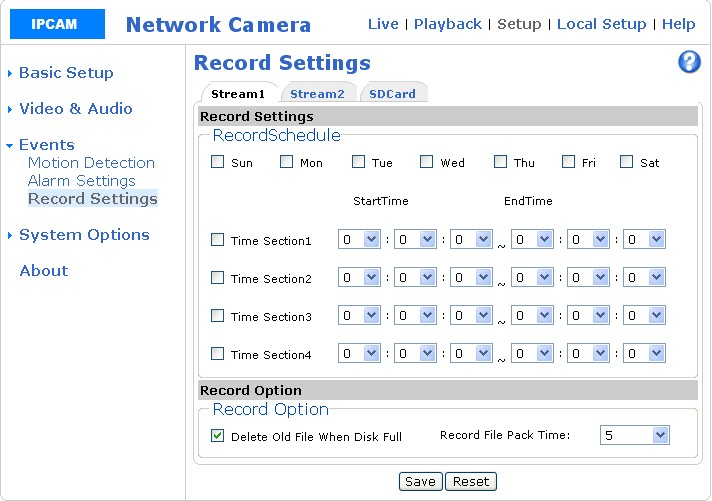 IPCAM Network Camera Live | Playback | Setup | Local Setup | Help
Basic Setup
Video & Audio
Events
Motion Detection
Alarm Settings
Record Settings
System Options
About
Record Settings ?
Stream1 Stream2 SDCard
Record Settings
RecordSchedule
Sun Mon Tue Wed Thu Fri Sat
StartTime EndTime
Time Section1 0 : 0 : 0 ~ 0 : 0 : 0
Time Section2 0 : 0 : 0 ~ 0 : 0 : 0
Time Section3 0 : 0 : 0 ~ 0 : 0 : 0
Time Section4 0 : 0 : 0 ~ 0 : 0 : 0
Record Option
Record Option
Delete Old File When Disk Full Record File Pack Time: 5
Save Reset